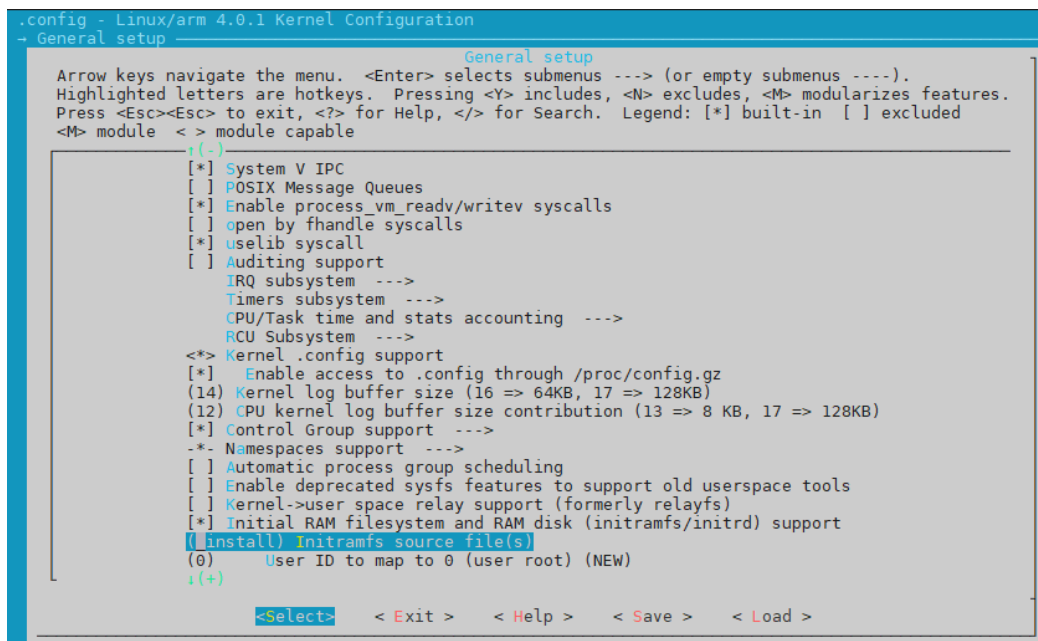 .config - Linux/arm 4.0.1 Kernel Configuration
→ General setup
General setup
Arrow keys navigate the menu.  <Enter> selects submenus ---> (or empty submenus ----).
Highlighted letters are hotkeys.  Pressing <Y> includes, <N> excludes, <M> modularizes features.
Press <Esc><Esc> to exit, <?> for Help, </> for Search.  Legend: [*] built-in  [ ] excluded
<M> module  < > module capable
↑(-)
[*] System V IPC
[ ] POSIX Message Queues
[*] Enable process_vm_readv/writev syscalls
[ ] open by fhandle syscalls
[*] uselib syscall
[ ] Auditing support
IRQ subsystem  --->
Timers subsystem  --->
CPU/Task time and stats accounting  --->
RCU Subsystem  --->
<*> Kernel .config support
[*]   Enable access to .config through /proc/config.gz
(14) Kernel log buffer size (16 => 64KB, 17 => 128KB)
(12) CPU kernel log buffer size contribution (13 => 8 KB, 17 => 128KB)
[*] Control Group support  --->
-*- Namespaces support  --->
[ ] Automatic process group scheduling
[ ] Enable deprecated sysfs features to support old userspace tools
[ ] Kernel->user space relay support (formerly relayfs)
[*] Initial RAM filesystem and RAM disk (initramfs/initrd) support
(_install) Initramfs source file(s)
(0)     User ID to map to 0 (user root) (NEW)
↓(+)
<Select>    < Exit >    < Help >    < Save >    < Load >